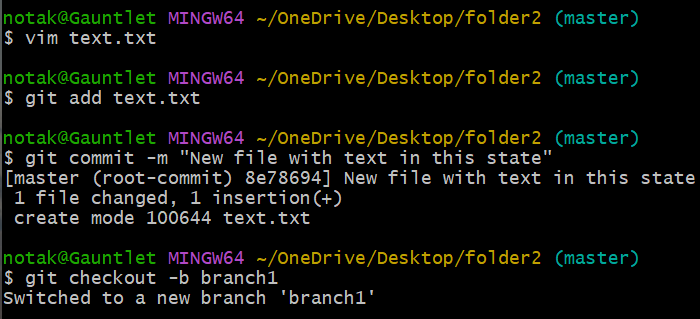 notak@Gauntlet MINGW64 ~/OneDrive/Desktop/folder2 (master)
$ vim text.txt
notak@Gauntlet MINGW64 ~/OneDrive/Desktop/folder2 (master)
$ git add text.txt
notak@Gauntlet MINGW64 ~/OneDrive/Desktop/folder2 (master)
$ git commit -m "New file with text in this state"
[master (root-commit) 8e78694] New file with text in this state
 1 file changed, 1 insertion(+)
 create mode 100644 text.txt
notak@Gauntlet MINGW64 ~/OneDrive/Desktop/folder2 (master)
$ git checkout -b branch1
Switched to a new branch 'branch1'